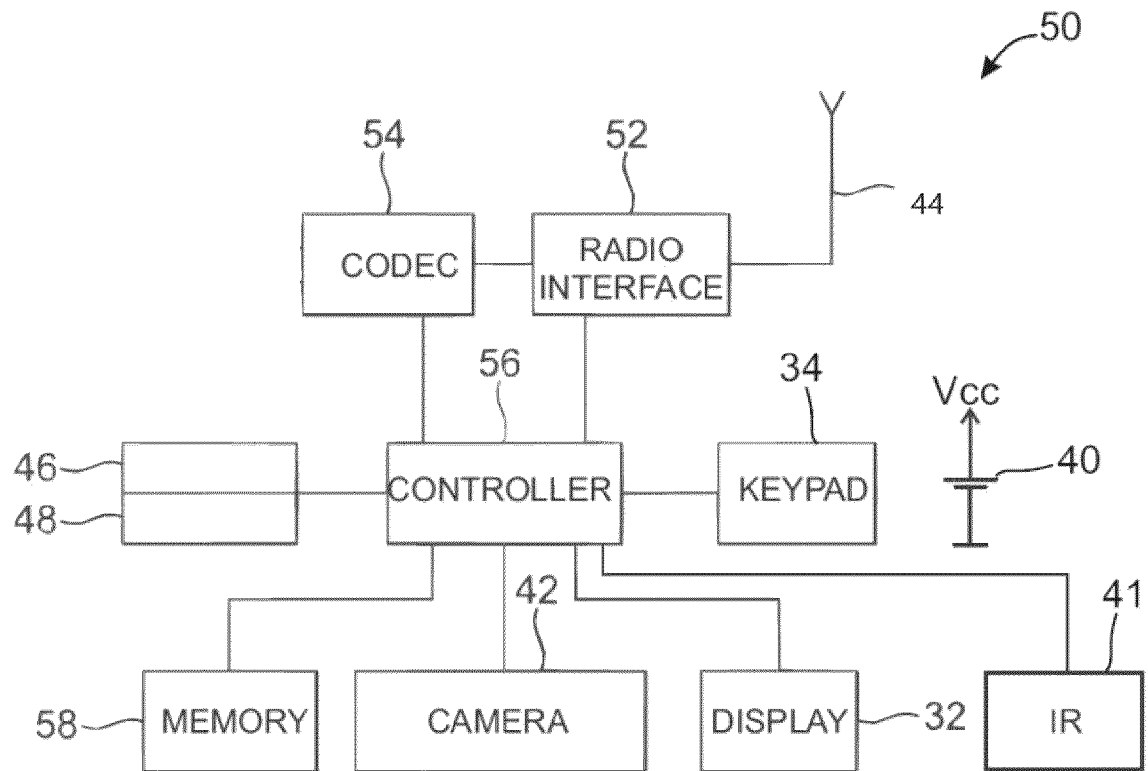 50
54
52
44
CODEC
RADIO
INTERFACE
56
34
Vcc
46
48
CONTROLLER
KEYPAD
40
42
41
58
MEMORY
CAMERA
DISPLAY
32
IR